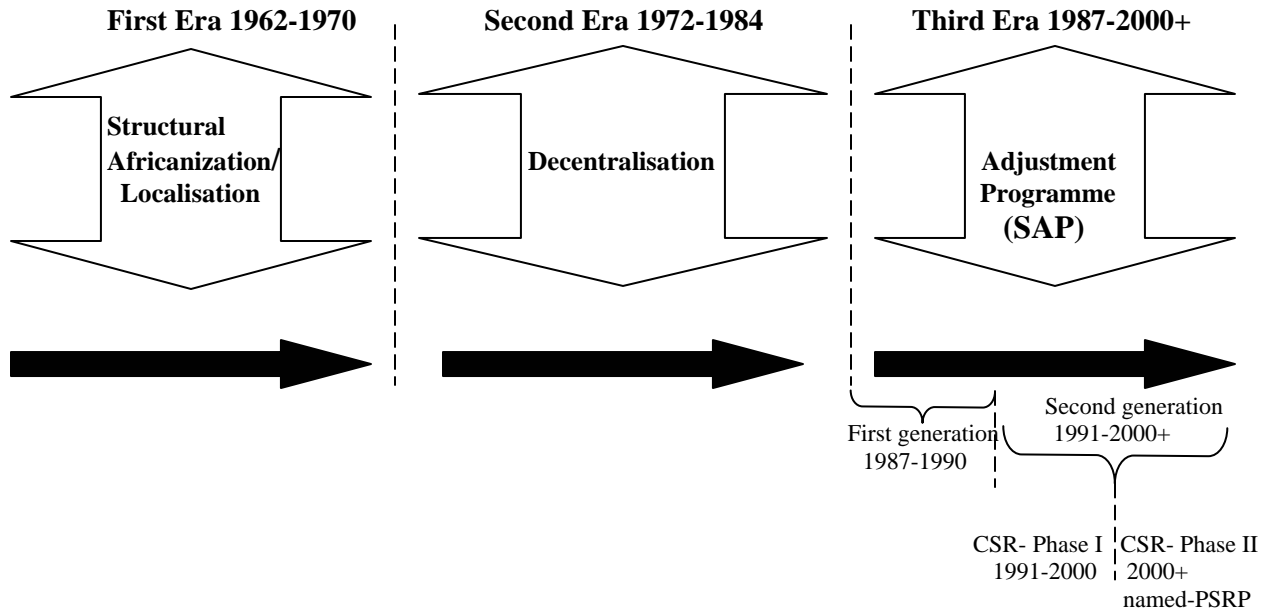 First Era 1962-1970
Second Era 1972-1984
Third Era 1987-2000+
Structural
Africanization/
Localisation
Decentralisation
Adjustment
Programme
(SAP)
First generation
1987-1990
Second generation
1991-2000+
CSR- Phase I
1991-2000
CSR- Phase II
2000+
named-PSRP